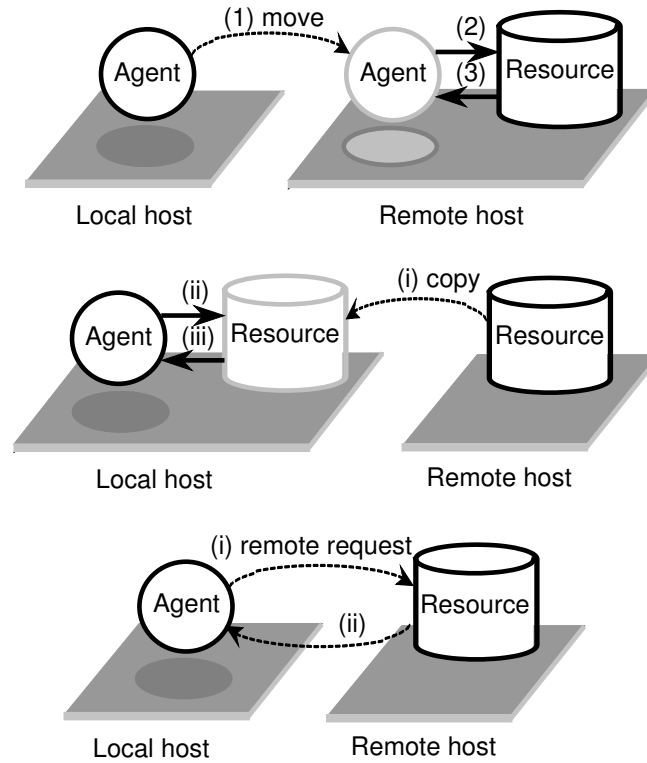 (1) move
(2)
Agent
Agent
(3)
Resource
Local host
Remote host
(i) copy
(ii)
Agent
(iii)
Resource
Resource
Local host
Remote host
(i) remote request
Agent
Resource
(ii)
Local host
Remote host